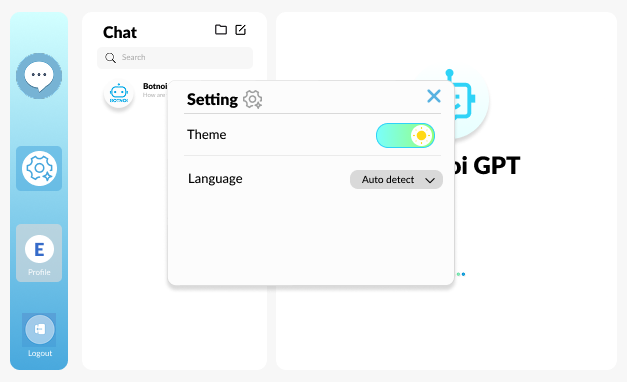 Chat
Search
Botnoi
BOTNOI
How are
Setting
Theme
Language
Auto detect
oi GPT
E
Profile
Logout